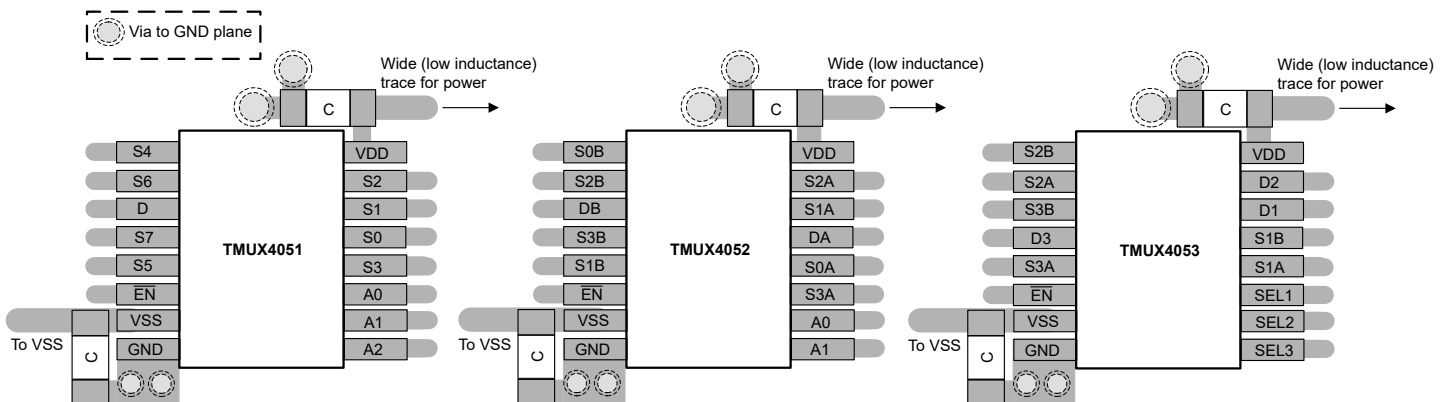 Via to GND plane
Wide (low inductance)
trace for power
C
S4
S6
D
S7
S5
EN
VSS
GND
TMUX4051
VDD
S2
S1
S0
S3
A0
A1
A2
To VSS
C
Wide (low inductance)
trace for power
C
S0B
S2B
DB
S3B
S1B
EN
VSS
GND
TMUX4052
VDD
S2A
S1A
DA
S0A
S3A
A0
A1
To VSS
C
Wide (low inductance)
trace for power
C
S2B
S2A
S3B
D3
S3A
EN
VSS
GND
TMUX4053
VDD
D2
D1
S1B
S1A
SEL1
SEL2
SEL3
To VSS
C